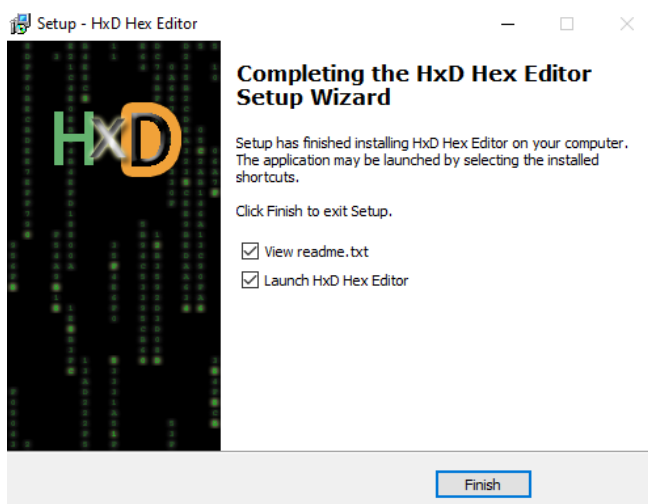 Setup - HxD Hex Editor
HxD
Completing the HxD Hex Editor
Setup Wizard
Setup has finished installing HxD Hex Editor on your computer.
The application may be launched by selecting the installed
shortcuts.
Click Finish to exit Setup.
View readme.txt
Launch HxD Hex Editor
Finish